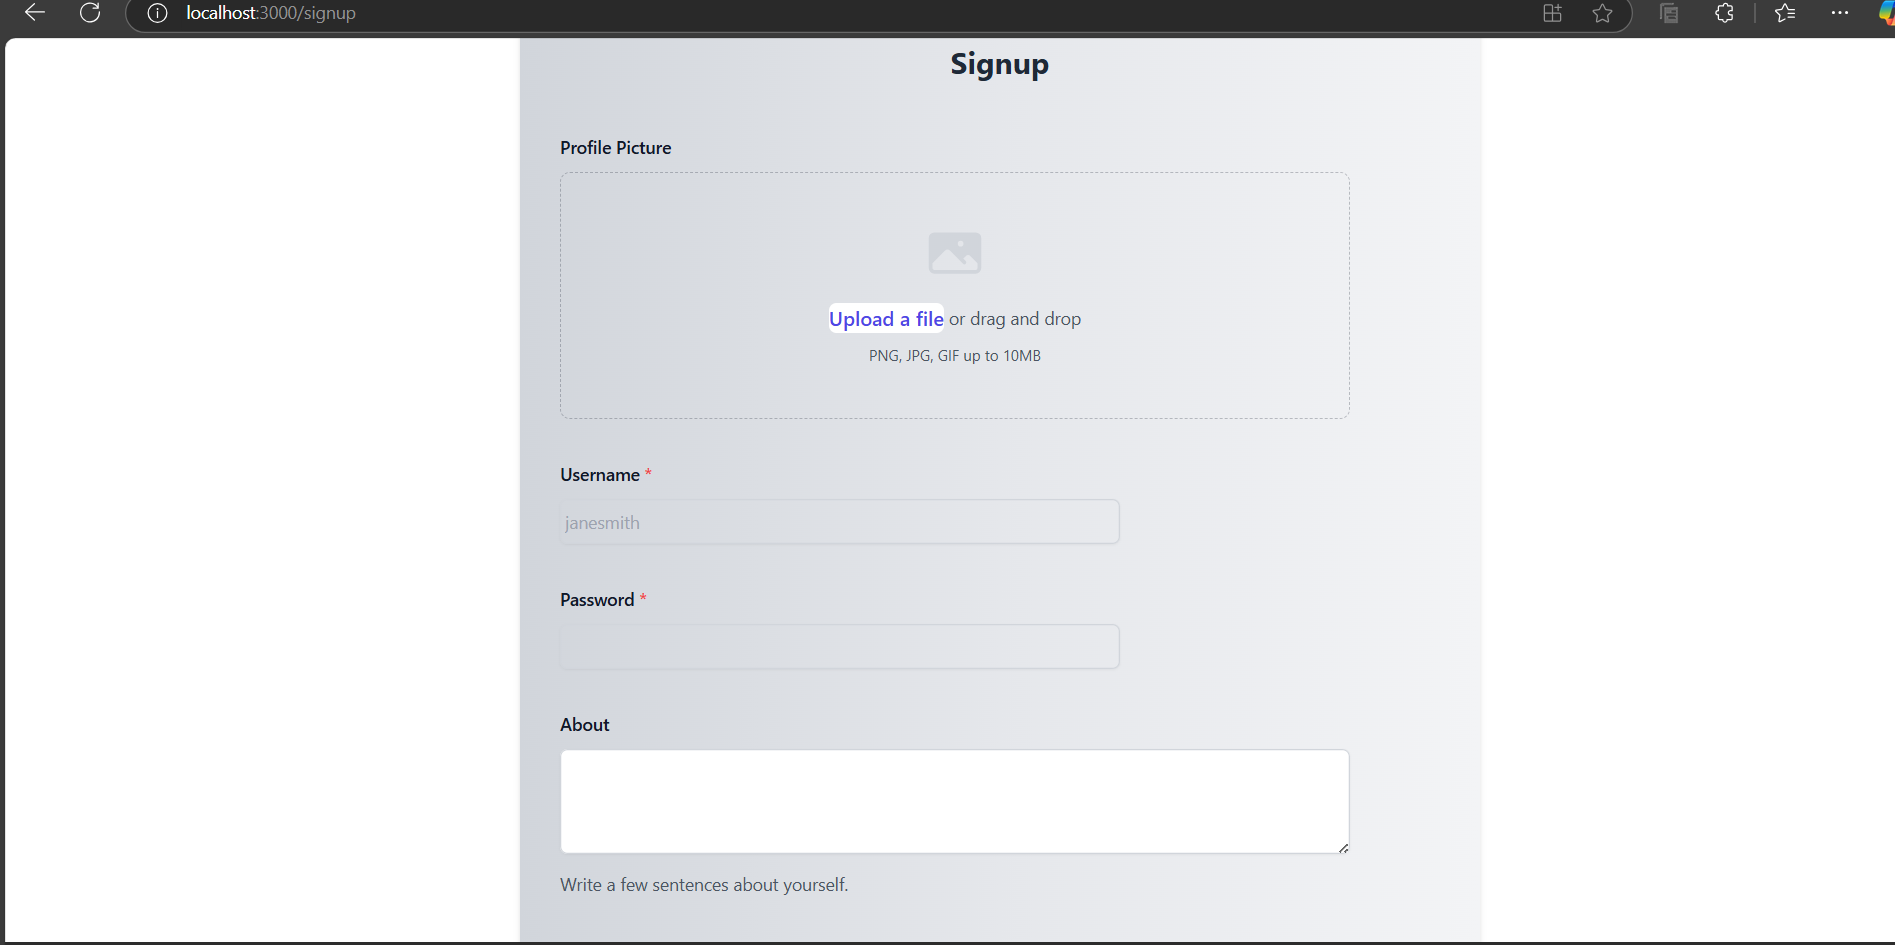 localhost:3000/signup
Signup
Profile Picture
Upload a file or drag and drop
PNG, JPG, GIF up to 10MB
Username *
janesmith
Password *
About
Write a few sentences about yourself.